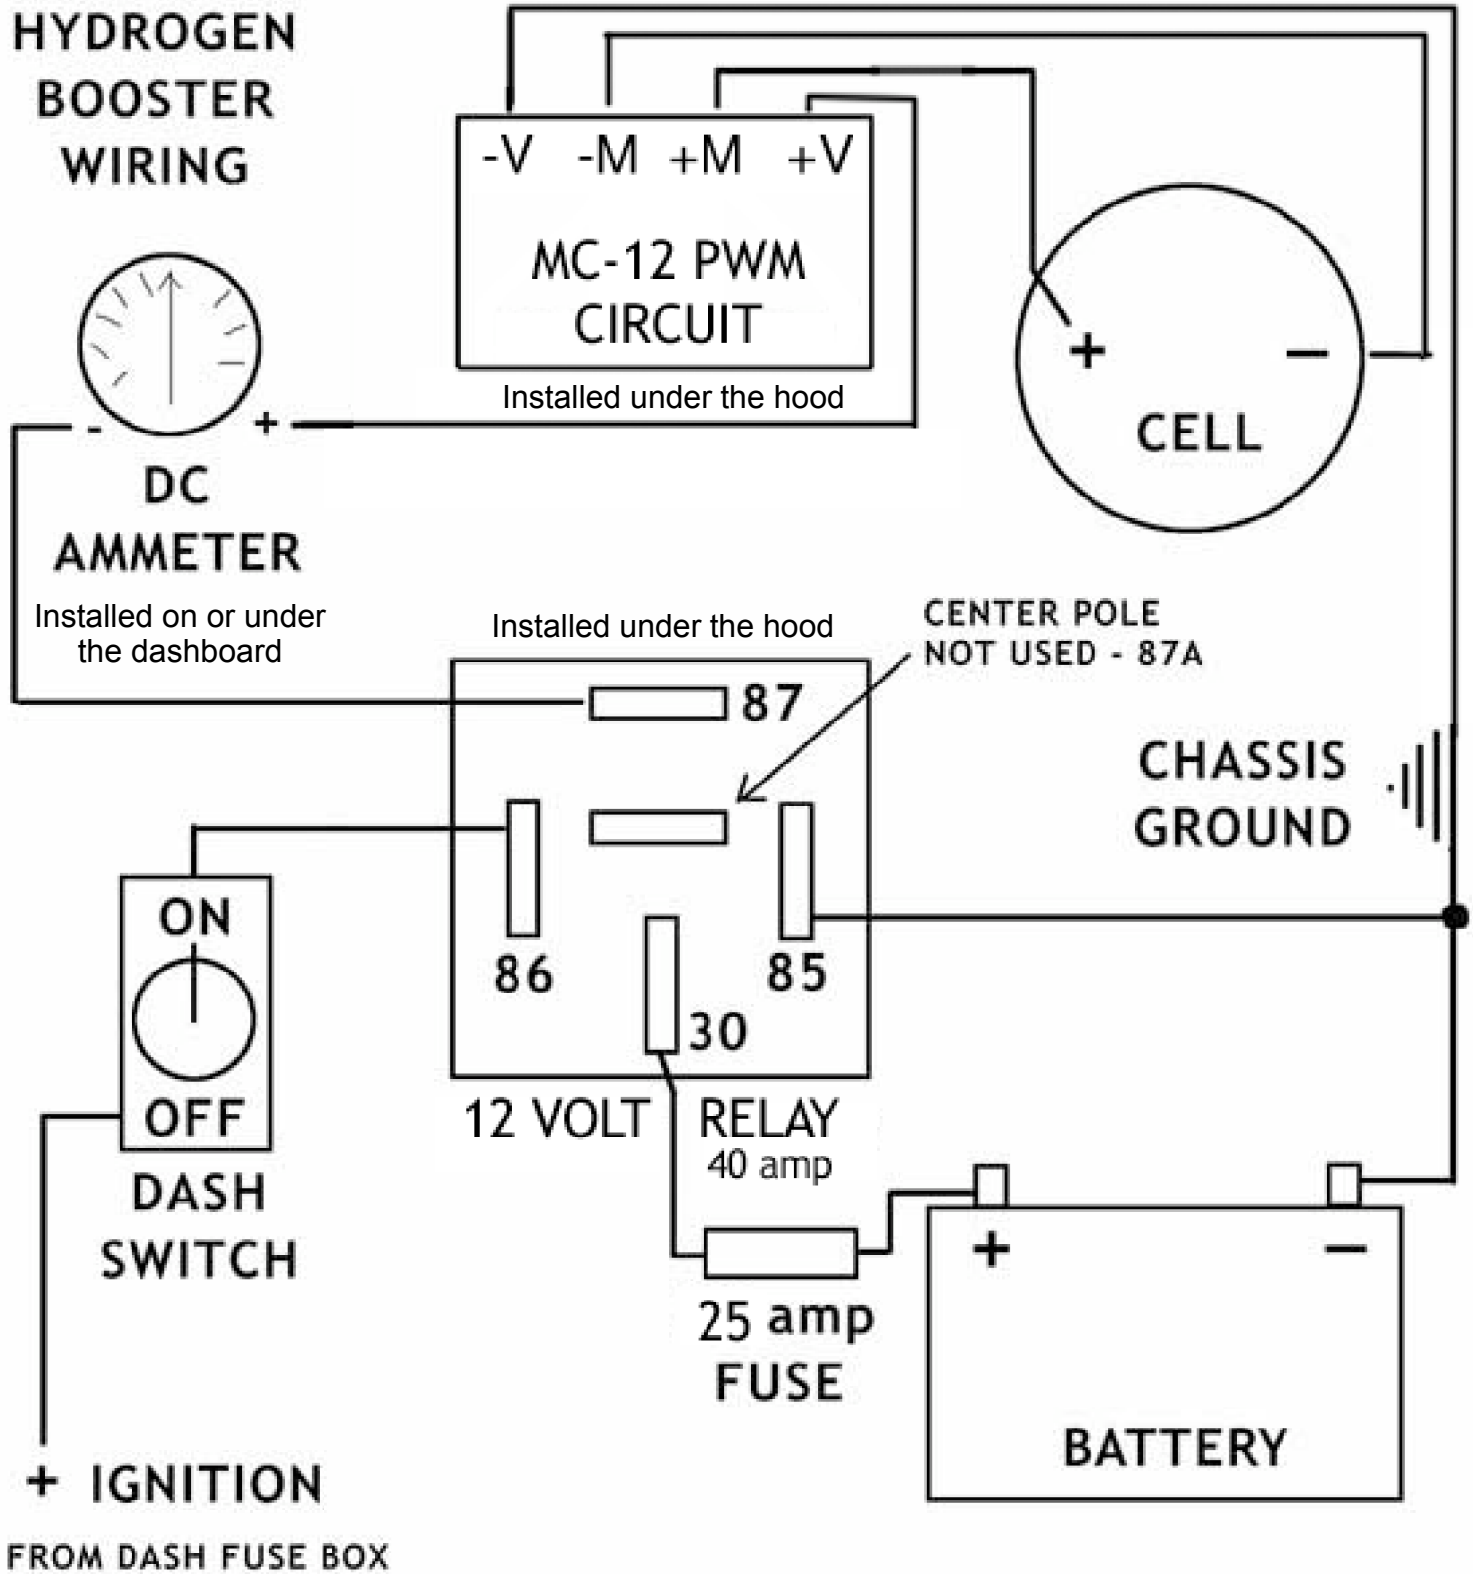 HYDROGEN
BOOSTER
WIRING
-V -M +M +V
MC-12 PWM
CIRCUIT
Installed under the hood
+ −
CELL
- +
DC
AMMETER
Installed on or under
the dashboard
Installed under the hood
CENTER POLE
NOT USED - 87A
87
CHASSIS
GROUND
86
85
30
12 VOLT RELAY
40 amp
ON
OFF
DASH
SWITCH
25 amp
FUSE
+ −
BATTERY
+ IGNITION
FROM DASH FUSE BOX